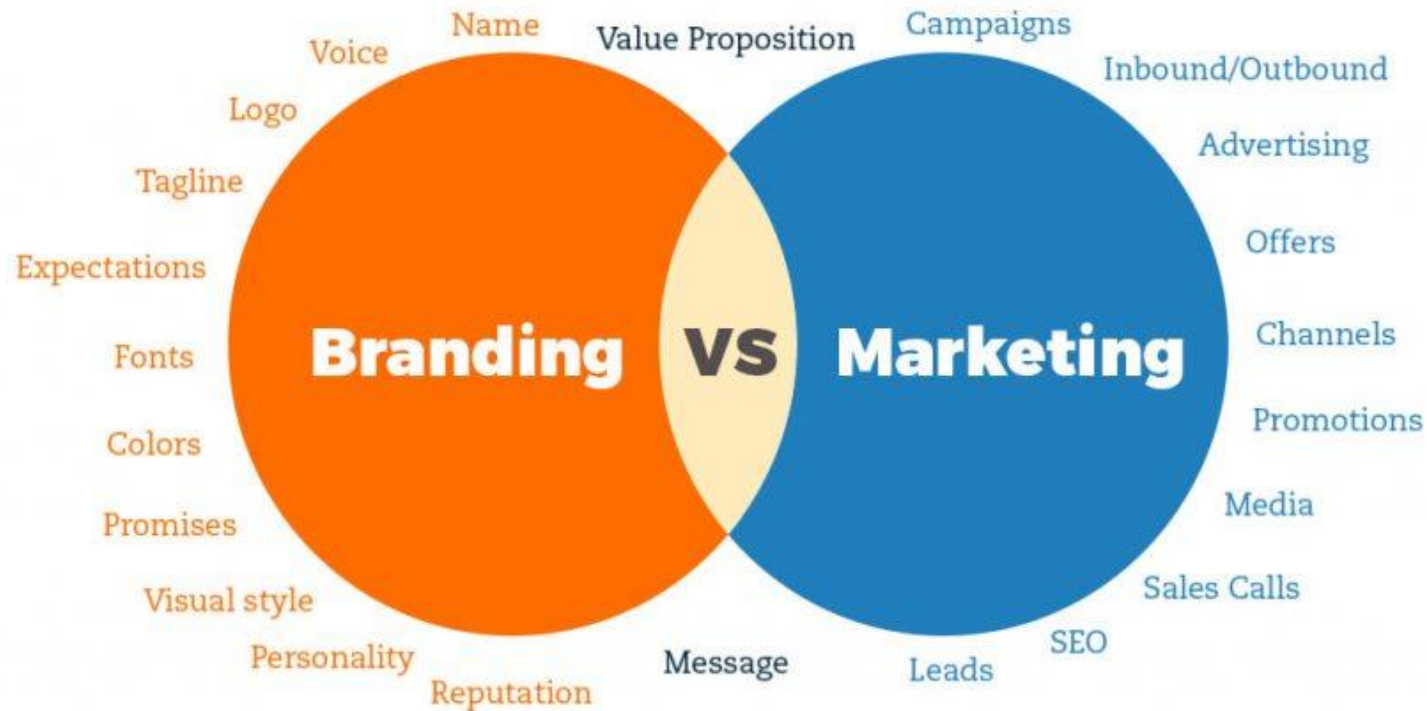 Name
Value Proposition
Campaigns
Voice
Inbound/Outbound
Logo
Advertising
Tagline
Offers
Expectations
Channels
Branding VS Marketing
Fonts
Promotions
Colors
Media
Promises
Sales Calls
Visual style
SEO
Personality
Message
Leads
Reputation